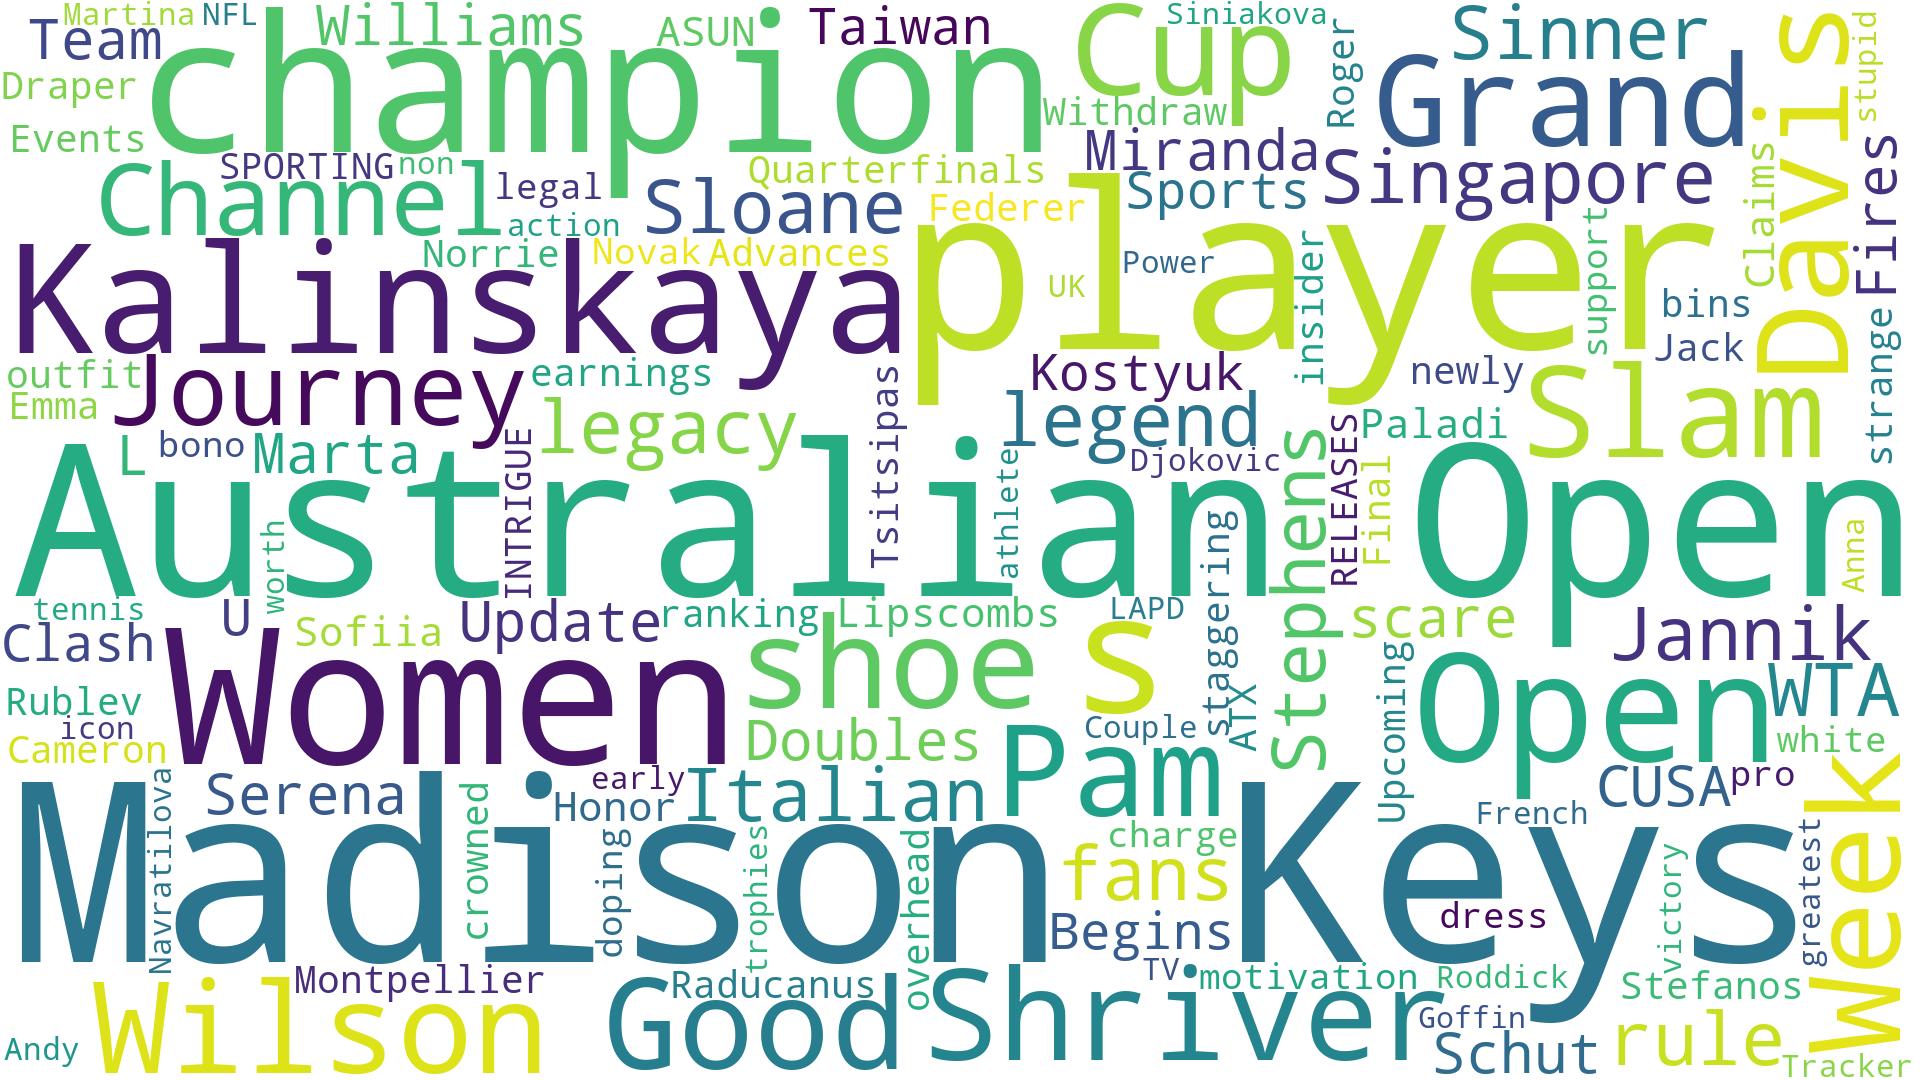 Martina NFL
Team Williams ASUN Taiwan Cup Siniakova Sinner
Draper champion Withdraw Roger Grand Davis stupid
Events Miranda
SPORTING non Quarterfinals Singapore
Channel legal Sloane Federer Sports Claims Fires
action
Norrie Novak Advances player Power insider support
Kalinskaya UK bins
Jack strange
outfit Journey earnings Kostyuk newly Slam
Emma legacy legend Paladi
L bono Marta Tsitsipas Djokovic RELEASES
Australian INTRIGUE athlete Stephens Final Open
worth staggering Anna
tennis U Sofiia Update ranking Lipscombs LAPD scare
Clash Women shoe s Jannik
Rublev Upcoming Open WTA
icon Couple ATX
Cameron Doubles Pam white
Navratilova Serena early Italian CUSA pro Week
Honor French
Madison crowned doping trophies overhead charge Keys
fans dress victory greatest
Begins
Montpellier Raducanus TV motivation Roddick Stefanos
Wilson Good Shriver Goffin
Andy Schut rule Tracker